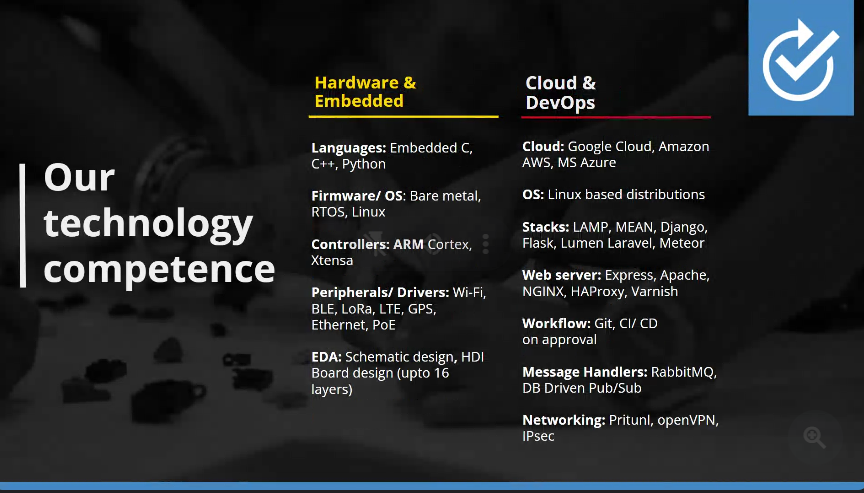 Our
technology
competence
Hardware &
Embedded
Languages: Embedded C,
C++, Python
Firmware/ OS: Bare metal,
RTOS, Linux
Controllers: ARM Cortex,
Xtensa
Peripherals/ Drivers: Wi-Fi,
BLE, LoRa, LTE, GPS,
Ethernet, PoE
EDA: Schematic design, HDI
Board design (upto 16
layers)
Cloud &
DevOps
Cloud: Google Cloud, Amazon
AWS, MS Azure
OS: Linux based distributions
Stacks: LAMP, MEAN, Django,
Flask, Lumen Laravel, Meteor
Web server: Express, Apache,
NGINX, HAProxy, Varnish
Workflow: Git, CI/ CD
on approval
Message Handlers: RabbitMQ,
DB Driven Pub/Sub
Networking: Pritunl, openVPN,
IPsec